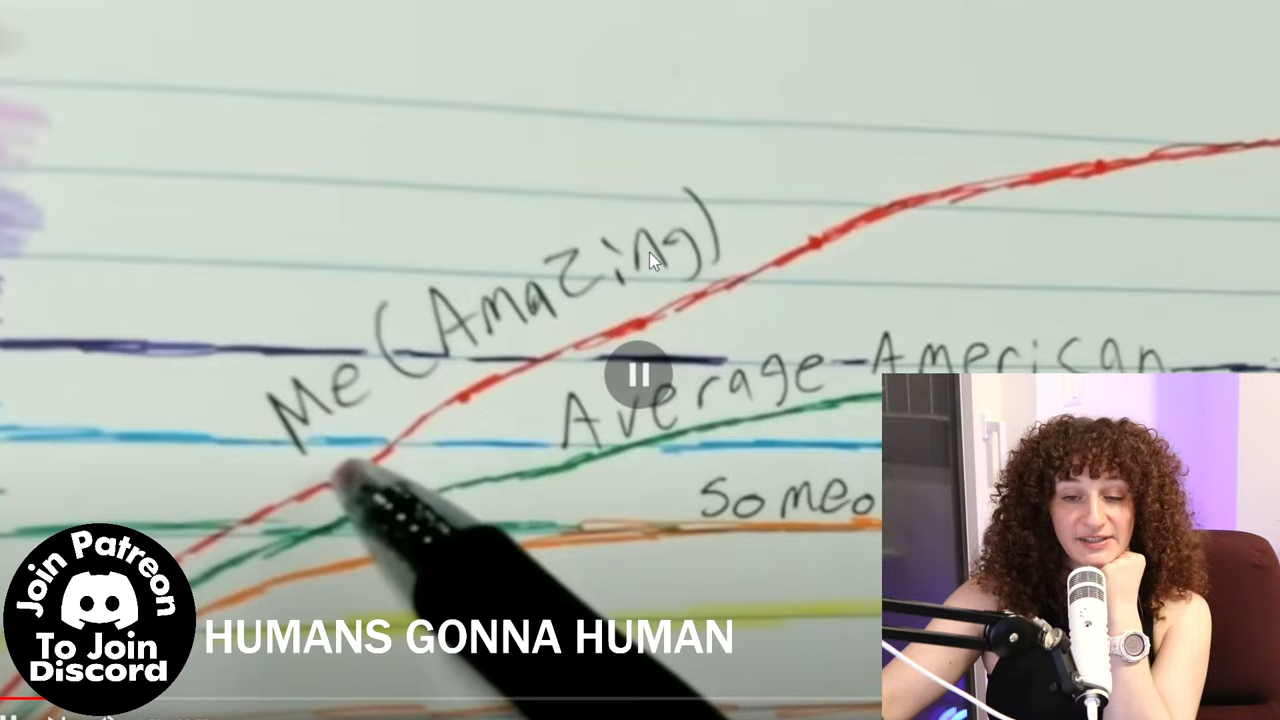 Me (Amazing)
Average American
Someo
Join Patreon
To Join
Discord
HUMANS GONNA HUMAN